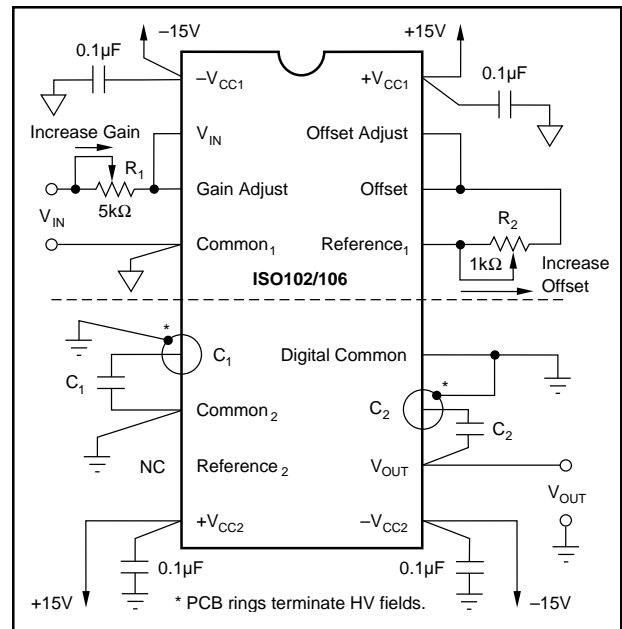 –15V
+15V
0.1µF
0.1µF
–VCC1
+VCC1
Increase Gain
VIN
Offset Adjust
R1
Gain Adjust
Offset
5kΩ
VIN
R2
Common1
Reference1
1kΩ
Increase
Offset
ISO102/106
*
C1
Digital Common
C1
*
C2
Common2
C2
NC
Reference2
VOUT
VOUT
+VCC2
–VCC2
0.1µF
0.1µF
+15V
* PCB rings terminate HV fields.
–15V